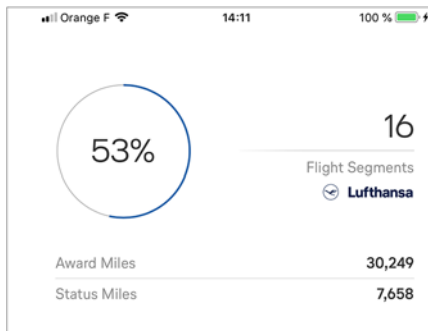 Orange F 14:11 100 %
53%
16
Flight Segments
Lufthansa
Award Miles 30,249
Status Miles 7,658